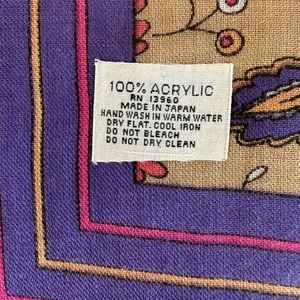 100% ACRYLIC
RN 13960
MADE IN JAPAN
HAND WASH IN WARM WATER
DRY FLAT. COOL IRON
DO NOT BLEACH
DO NOT DRY CLEAN